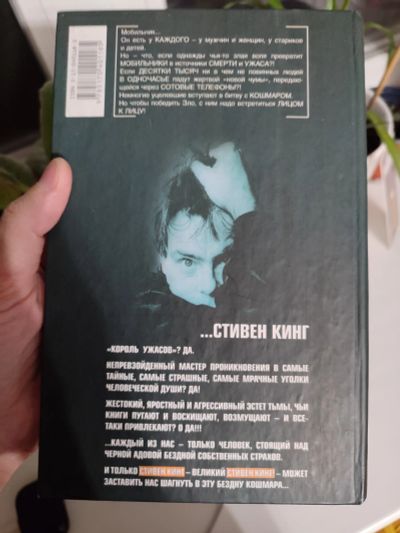 Мобильник...
Он есть у КАЖДОГО – у мужчин и женщин, у стариков
и детей.
Но – что, если однажды чья-то злая воля превратит
МОБИЛЬНИКИ в источники СМЕРТИ И УЖАСА?!
Если ДЕСЯТКИ ТЫСЯЧ ни в чем не повинных людей
В ОДНОЧАСЬЕ падут жертвой «новой чумы», передаю-
щейся через СОТОВЫЕ ТЕЛЕФОНЫ?!
Немногие уцелевшие вступают в битву с КОШМАРОМ.
Но чтобы победить Зло, с ним надо встретиться ЛИЦОМ
К ЛИЦУ!
...СТИВЕН КИНГ
«КОРОЛЬ УЖАСОВ»? ДА.
НЕПРЕВЗОЙДЕННЫЙ МАСТЕР ПРОНИКНОВЕНИЯ В САМЫЕ
ТАЙНЫЕ, САМЫЕ СТРАШНЫЕ, САМЫЕ МРАЧНЫЕ УГОЛКИ
ЧЕЛОВЕЧЕСКОЙ ДУШИ? ДА!
ЖЕСТОКИЙ, ЯРОСТНЫЙ И АГРЕССИВНЫЙ ЭСТЕТ ТЬМЫ, ЧЬИ
КНИГИ ПУГАЮТ И ВОСХИЩАЮТ, ВОЗМУЩАЮТ – И ВСЕ-
ТАКИ ПРИВЛЕКАЮТ? О ДА!!!
...КАЖДЫЙ ИЗ НАС – ТОЛЬКО ЧЕЛОВЕК, СТОЯЩИЙ НАД
ЧЕРНОЙ АДОВОЙ БЕЗДНОЙ СОБСТВЕННЫХ СТРАХОВ.
И ТОЛЬКО СТИВЕН КИНГ – ВЕЛИКИЙ СТИВЕН КИНГ – МОЖЕТ
ЗАСТАВИТЬ НАС ШАГНУТЬ В ЭТУ БЕЗДНУ КОШМАРА...